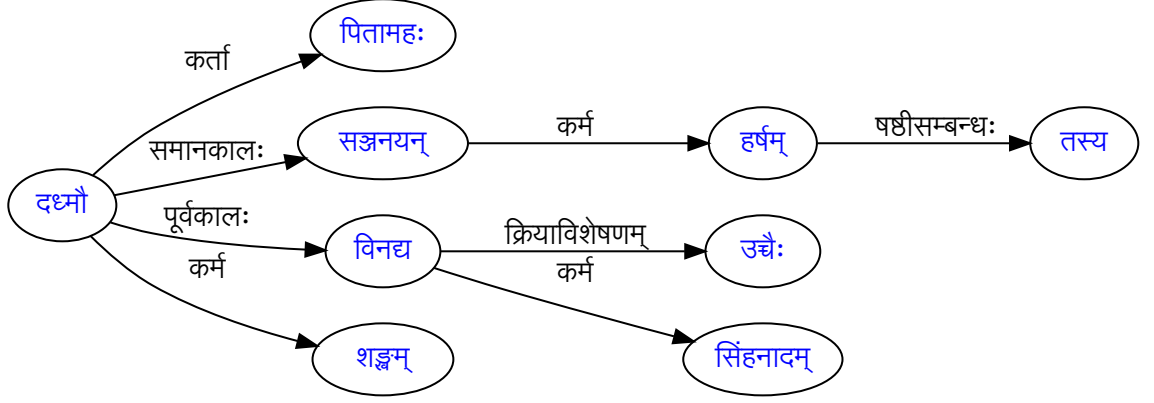 पितामहः
कर्ता
सञ्जनयन् कर्म हर्षम् षष्ठीसम्बन्धः तस्य
समानकालः
दध्मौ
पूर्वकालः
विनद्य क्रियाविशेषणम् उच्चैः
कर्म
कर्म
शङ्खम्
सिंहनादम्